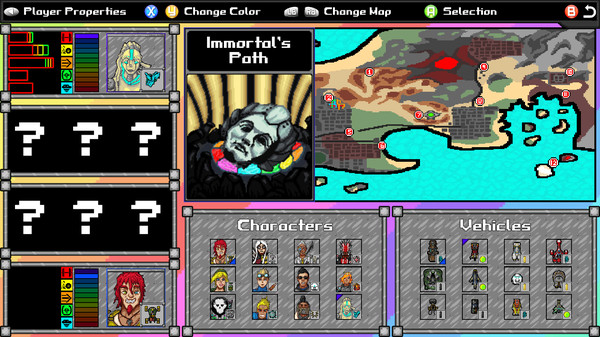 Player Properties
X Y Change Color
Change Map
A Selection
B
Immortal's
Path
? ? ?
? ? ?
Characters
Vehicles